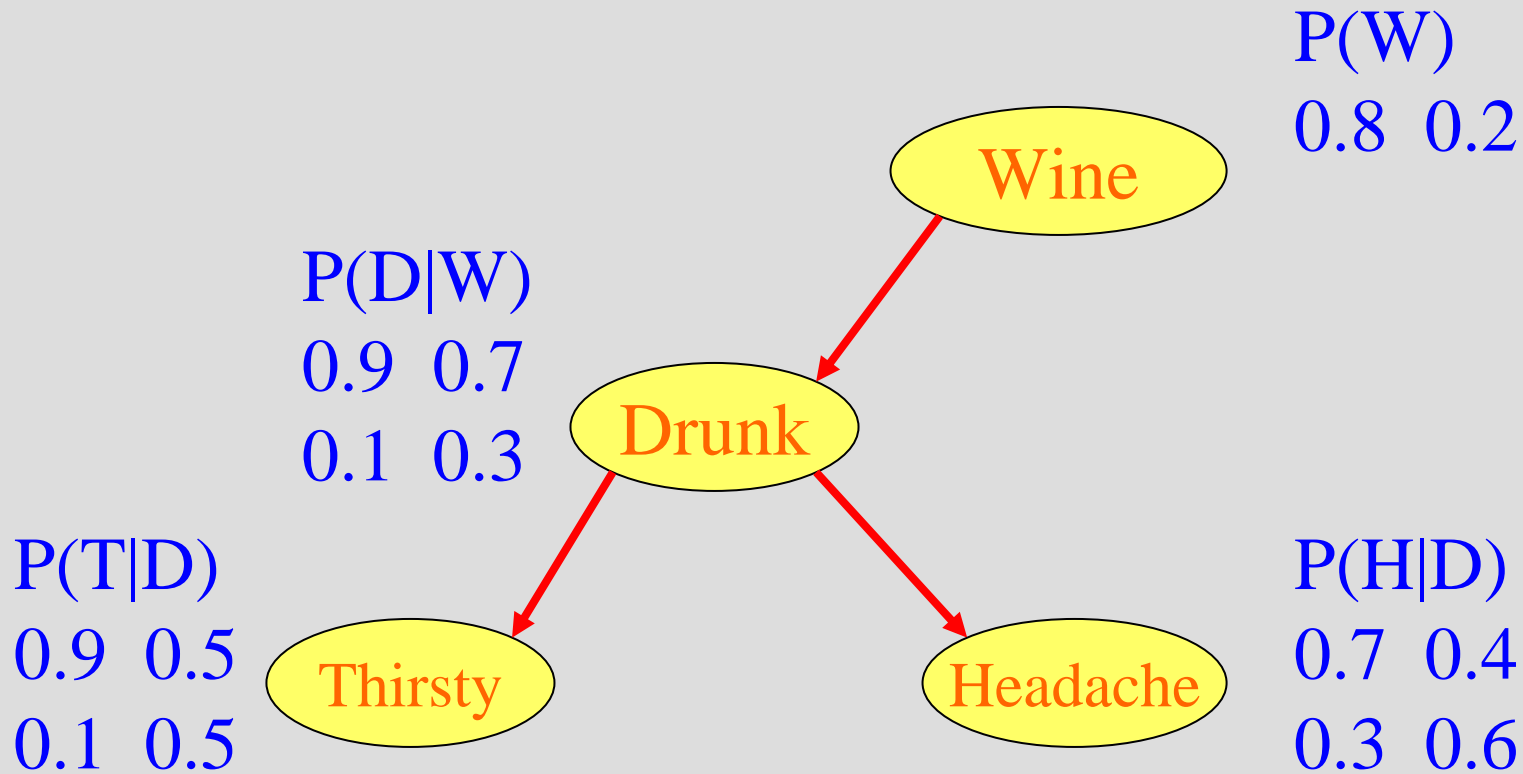 P(W)
0.8 0.2
Wine
P(D|W)
0.9 0.7
0.1 0.3
Drunk
P(T|D)
0.9 0.5
0.1 0.5
Thirsty
Headache
P(H|D)
0.7 0.4
0.3 0.6